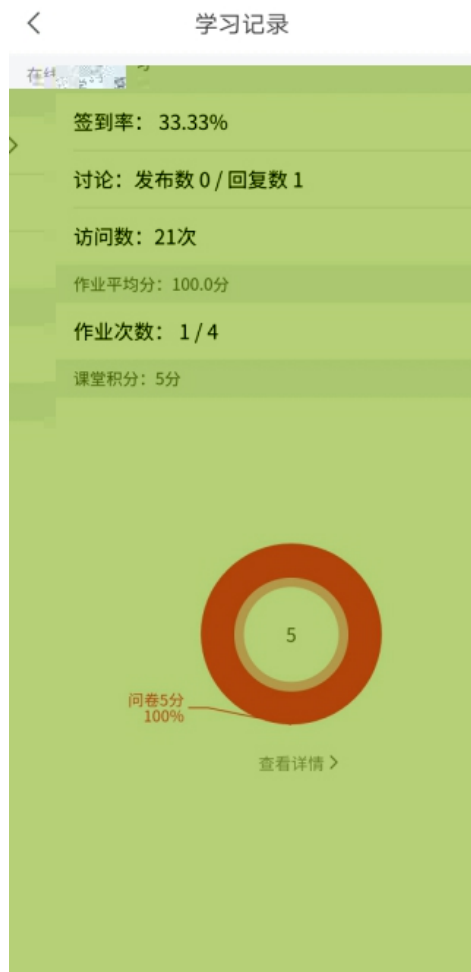 学习记录
签到率： 33.33%
讨论：发布数 0 / 回复数 1
访问数：21次
作业平均分：100.0分
作业次数： 1 / 4
课堂积分：5分
5
问卷5分
100%
查看详情